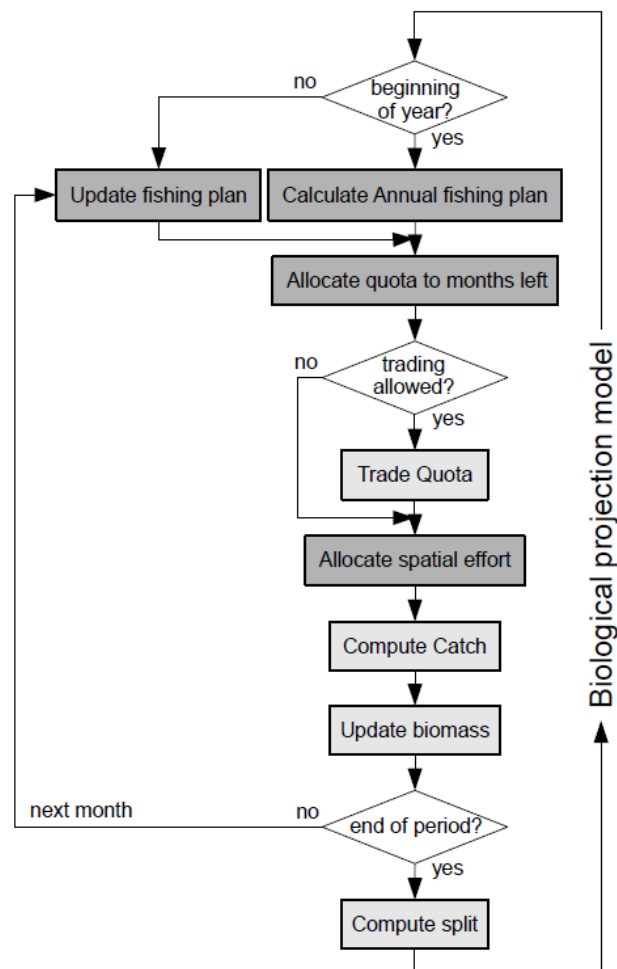 no
beginning
of year?
yes
Update fishing plan
Calculate Annual fishing plan
Allocate quota to months left
no
trading
allowed?
yes
Trade Quota
Allocate spatial effort
Compute Catch
Update biomass
next month
no
end of period?
yes
Compute split
Biological projection model